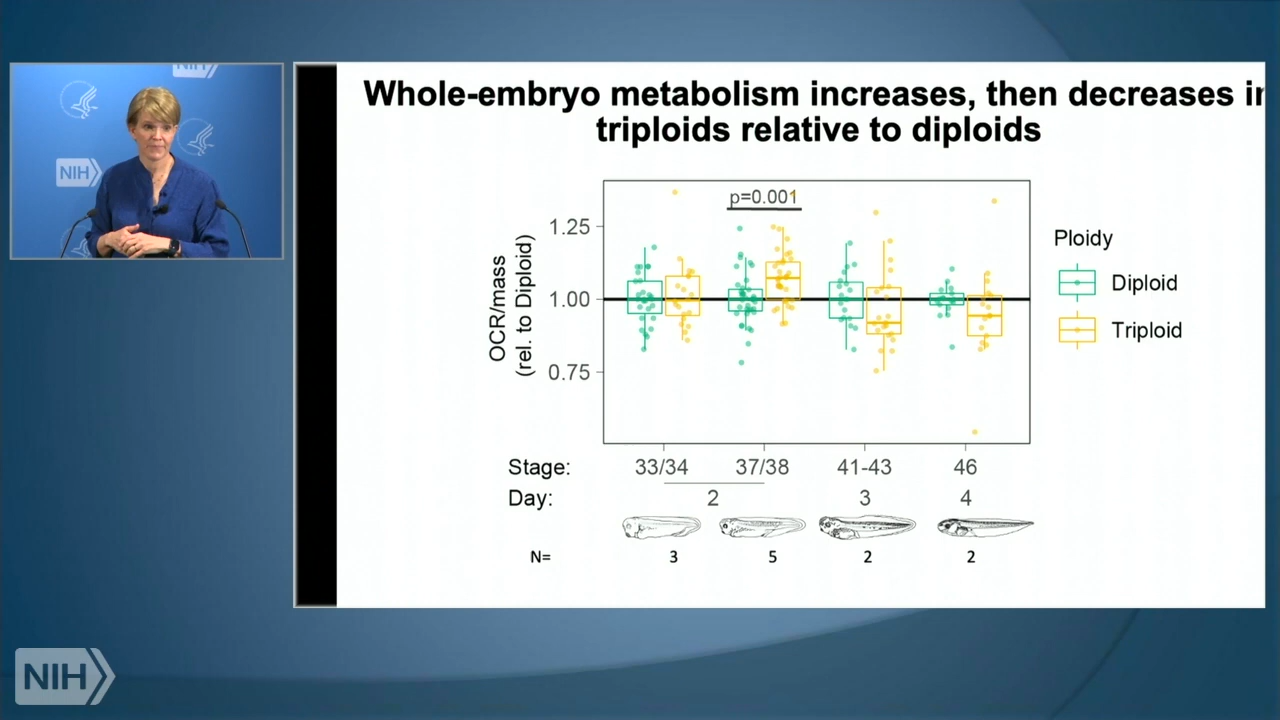 NIH
NIH
Whole-embryo metabolism increases, then decreases in
triploids relative to diploids
p=0.001
OCR/mass
(rel. to Diploid)
1.25
1.00
0.75
Ploidy
Diploid
Triploid
Stage: 33/34 37/38 41-43 46
Day: 2 3 4
N= 3 5 2 2
NIH